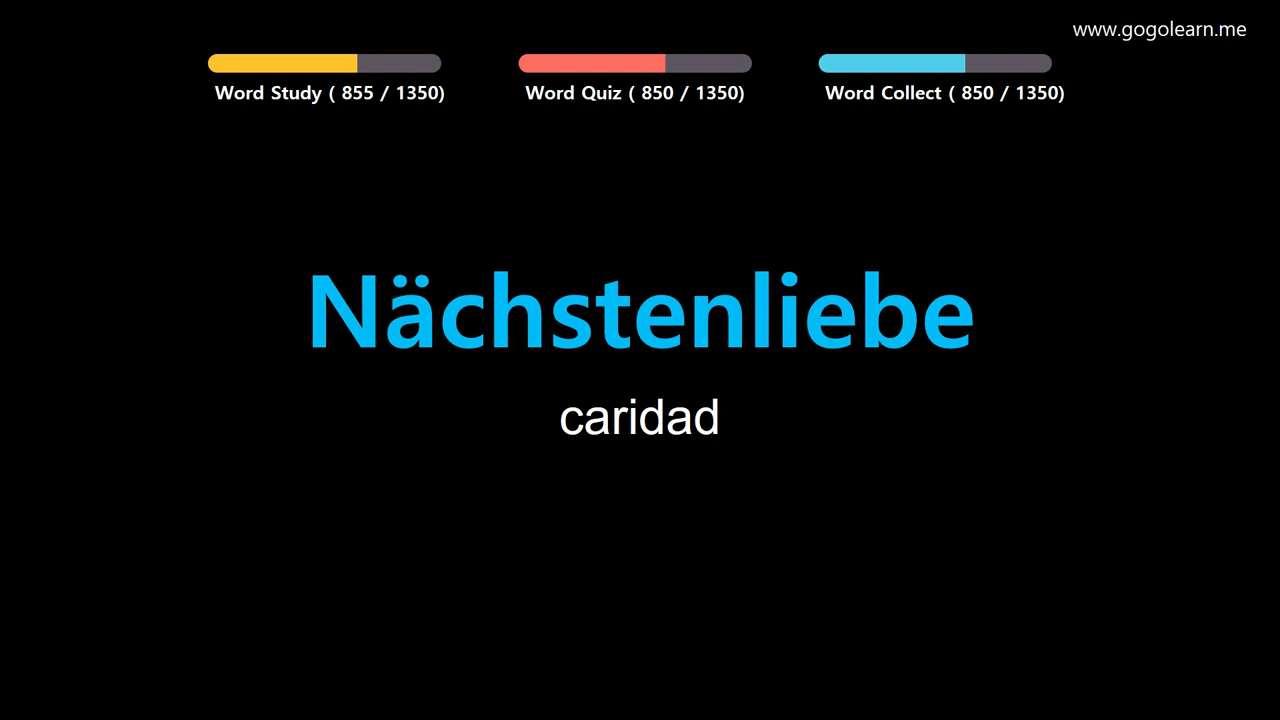 www.gogolearn.me
Word Study ( 855 / 1350)
Word Quiz ( 850 / 1350)
Word Collect ( 850 / 1350)
Nächstenliebe
caridad